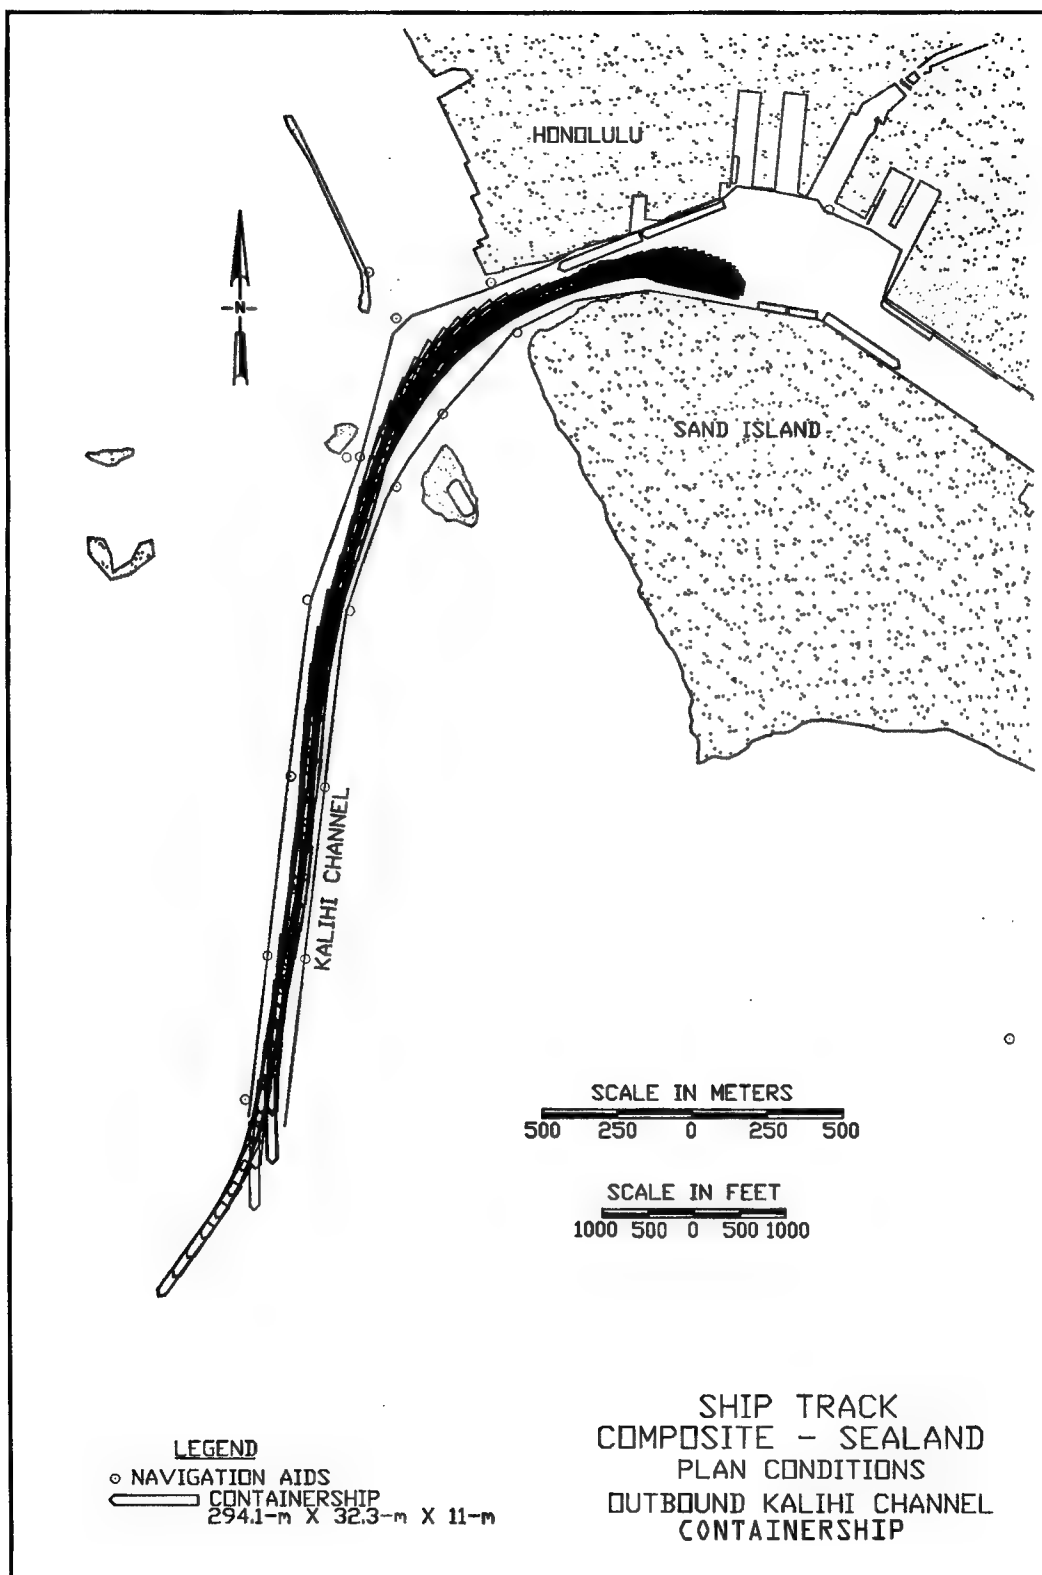 HONOLULU
N
SAND ISLAND
KALIHI CHANNEL
SCALE IN METERS
500 250 0 250 500
SCALE IN FEET
1000 500 0 500 1000
SHIP TRACK
COMPOSITE - SEALAND
PLAN CONDITIONS
OUTBOUND KALIHI CHANNEL
CONTAINERSHIP
LEGEND
NAVIGATION AIDS
CONTAINERSHIP
294.1-m X 32.3-m X 11-m